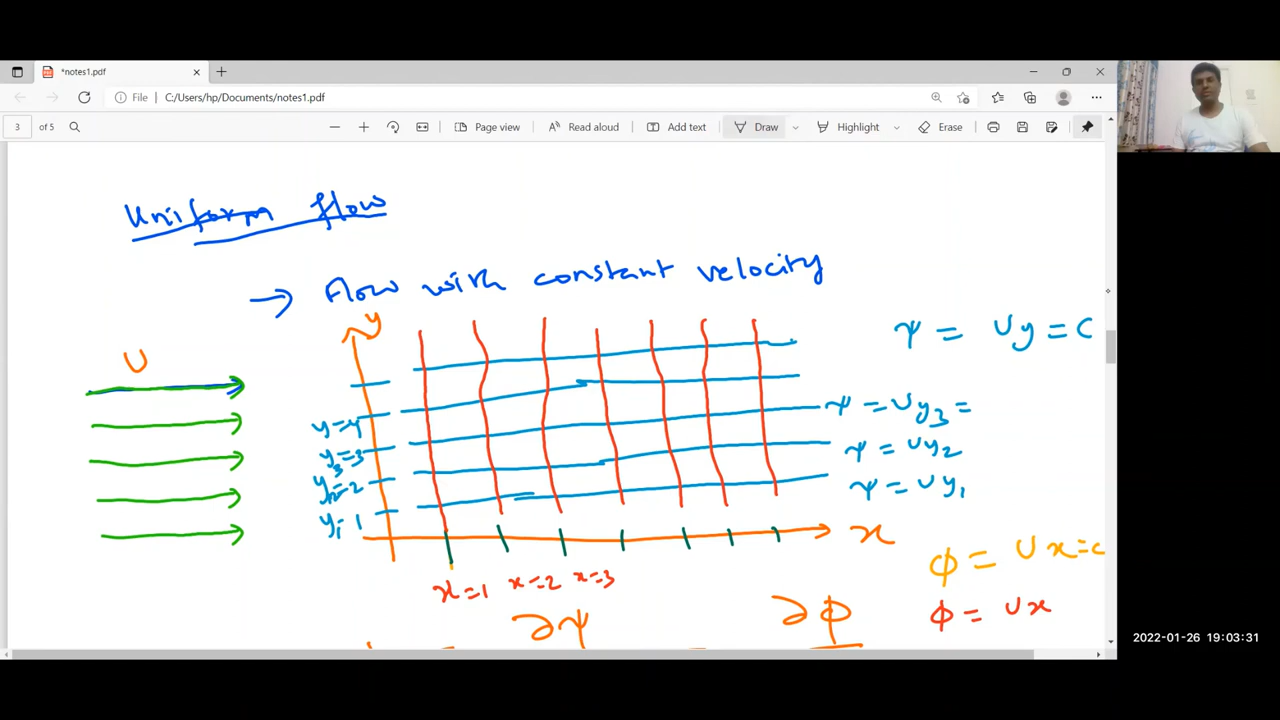 *notes1.pdf
File C:/Users/hp/Documents/notes1.pdf
3 of 5 Page view Read aloud Add text Draw Highlight Erase
Uniform flow
→ Flow with constant velocity
y
U
ψ = Uy = C
y=4
ψ = Uy3 =
y3=3
ψ = Uy2
y2=2
ψ = Uy1
y1=1
x
x=1 x=2 x=3
φ = Ux=C
φ = Ux
∂ψ ∂φ
2022-01-26 19:03:31